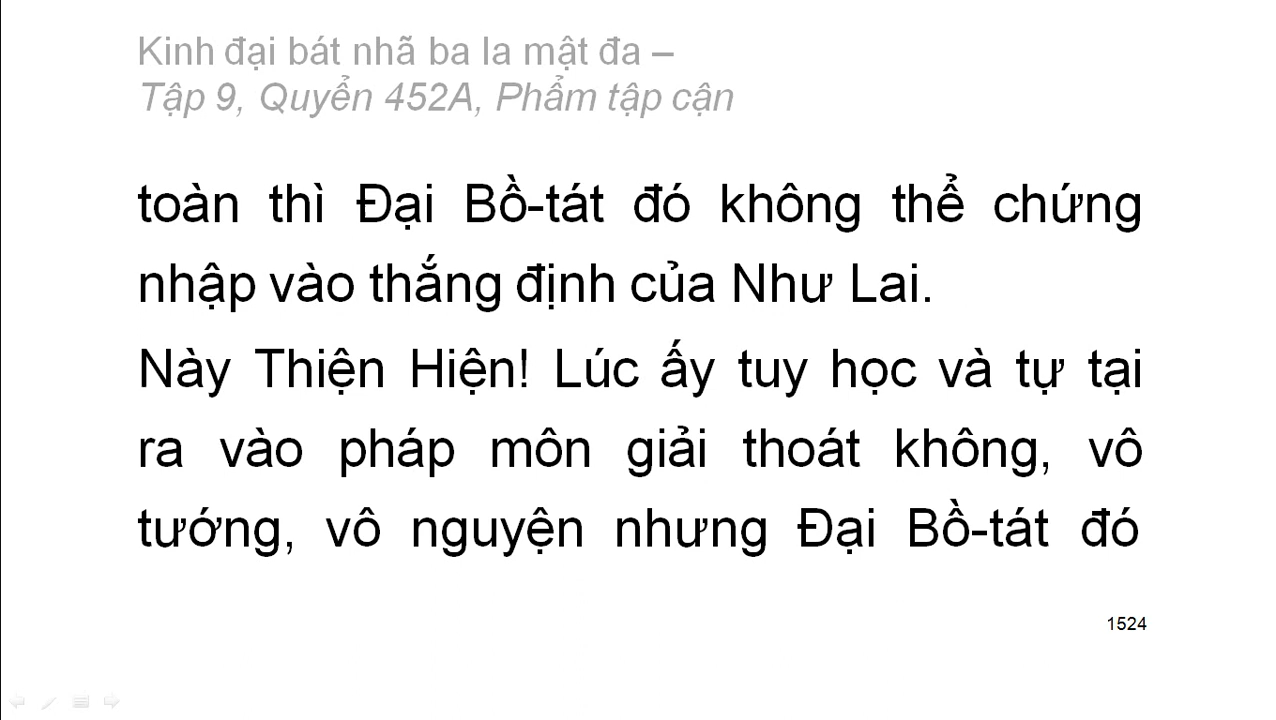 Kinh đại bát nhã ba la mật đa –
Tập 9, Quyển 452A, Phẩm tập cận
toàn thì Đại Bồ-tát đó không thể chứng
nhập vào thắng định của Như Lai.
Này Thiện Hiện! Lúc ấy tuy học và tự tại
ra vào pháp môn giải thoát không, vô
tướng, vô nguyện nhưng Đại Bồ-tát đó
1524